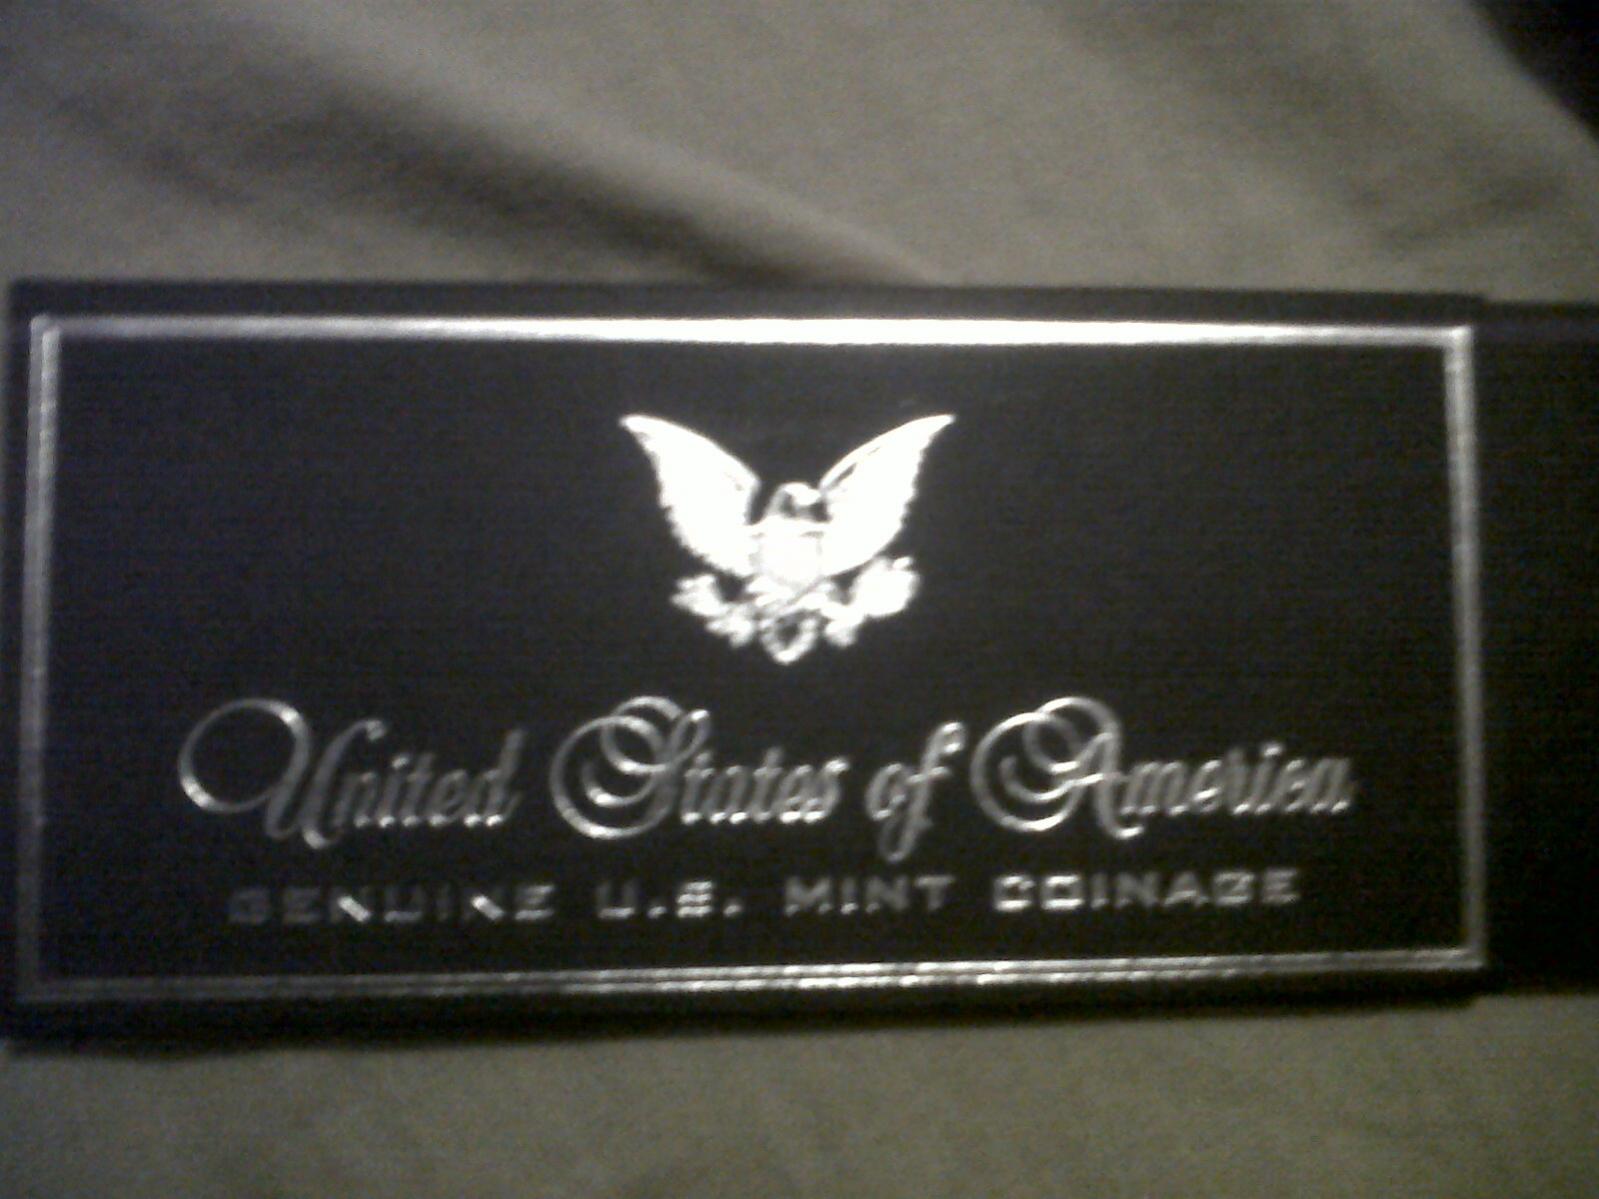 United States of America
GENUINE U.S. MINT COINAGE